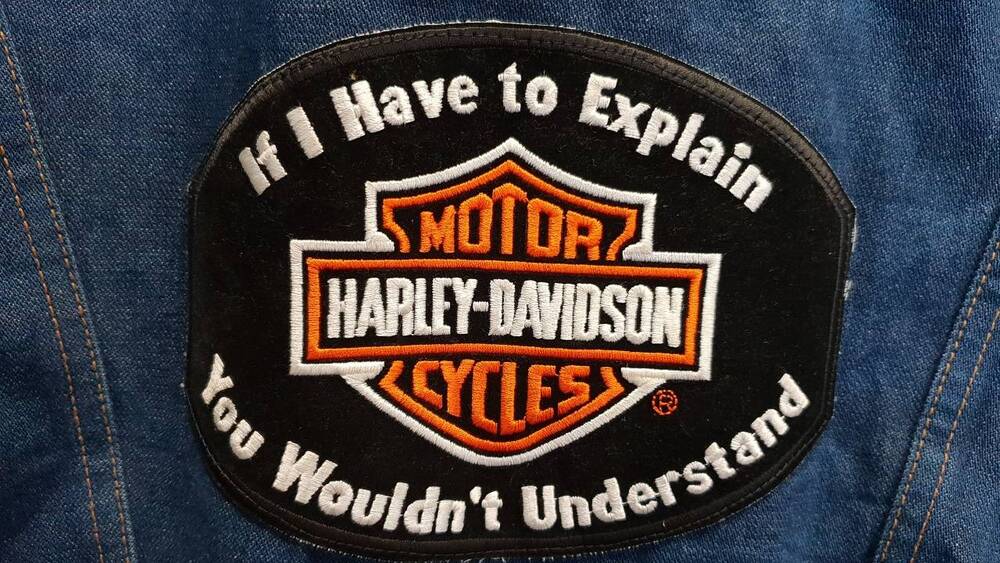 If I Have to Explain
MOTOR
HARLEY-DAVIDSON
CYCLES
®
You Wouldn't Understand